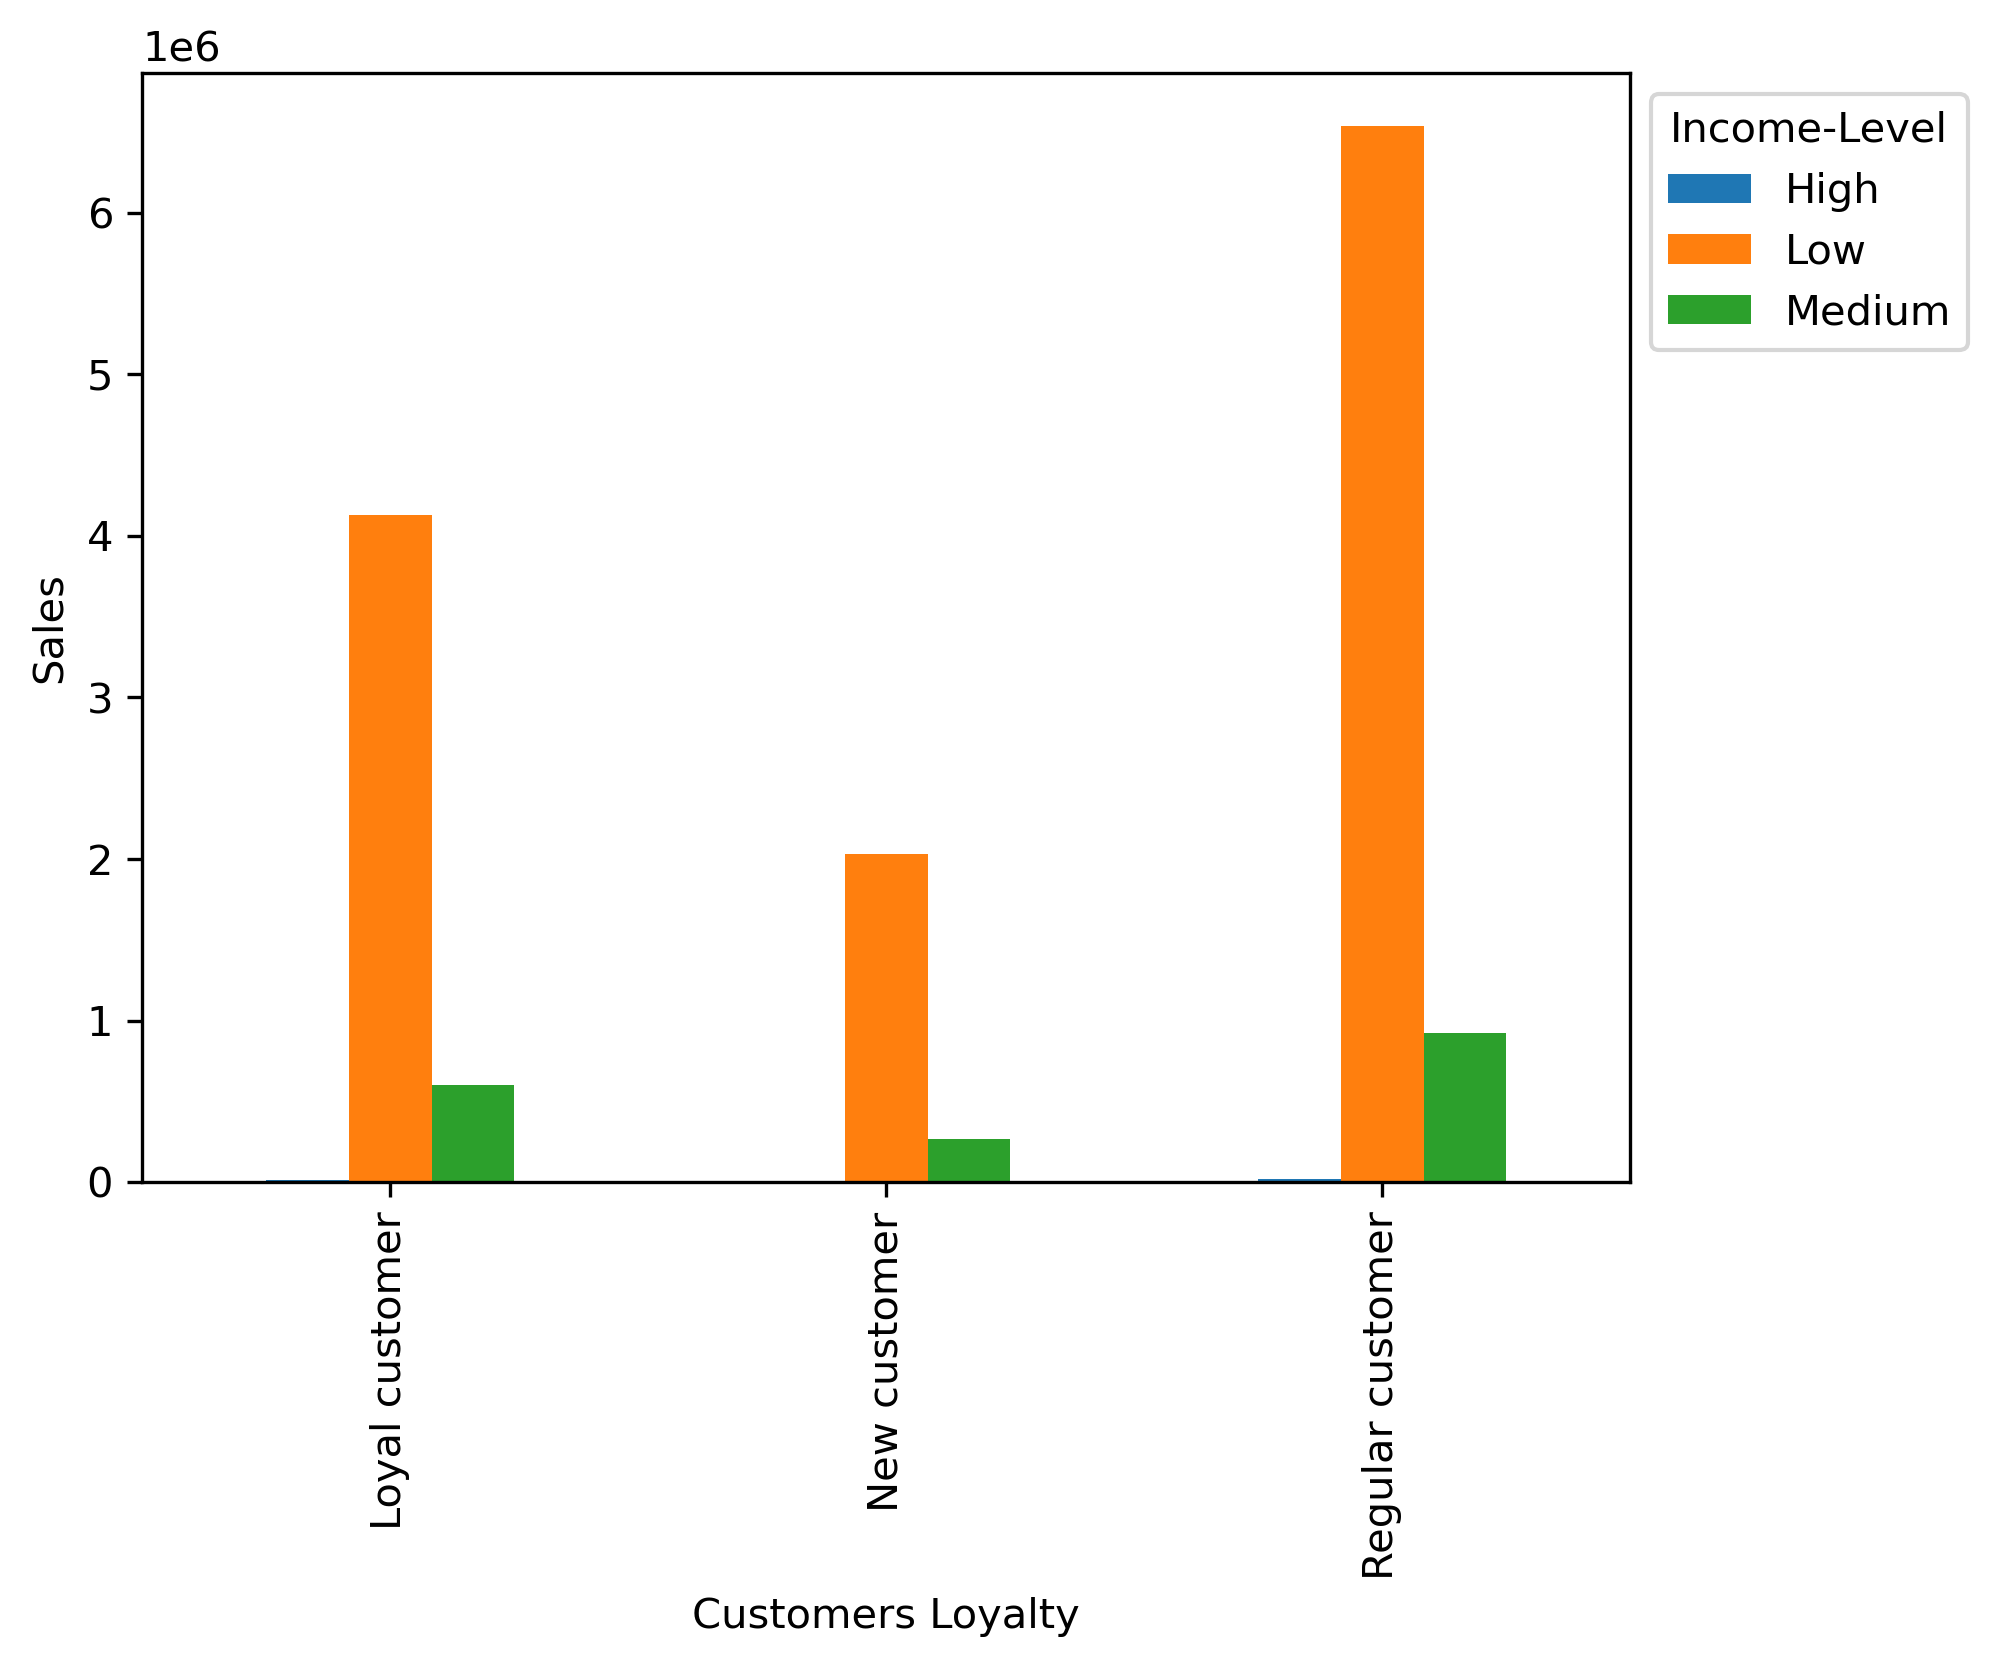 1e6
Income-Level
High
Low
Medium
6
5
4
3
2
1
0
Sales
Loyal customer
New customer
Regular customer
Customers Loyalty